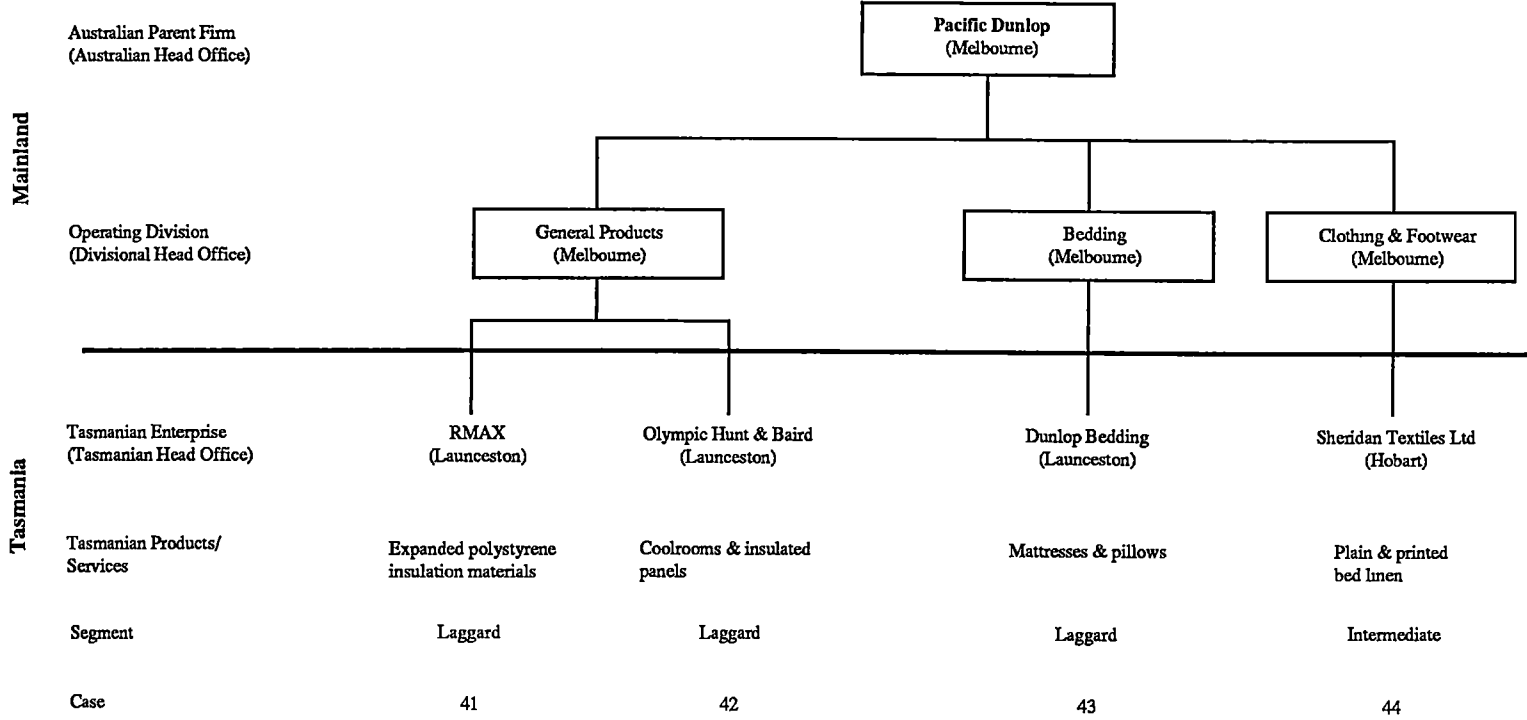 Australian Parent Firm
(Australian Head Office)
Pacific Dunlop
(Melbourne)
Mainland
Operating Division
(Divisional Head Office)
General Products
(Melbourne)
Bedding
(Melbourne)
Clothing & Footwear
(Melbourne)
Tasmania
Tasmanian Enterprise
(Tasmanian Head Office)
RMAX
(Launceston)
Olympic Hunt & Baird
(Launceston)
Dunlop Bedding
(Launceston)
Sheridan Textiles Ltd
(Hobart)
Tasmanian Products/
Services
Expanded polystyrene
insulation materials
Coolrooms & insulated
panels
Mattresses & pillows
Plain & printed
bed linen
Segment
Laggard
Laggard
Laggard
Intermediate
Case
41
42
43
44